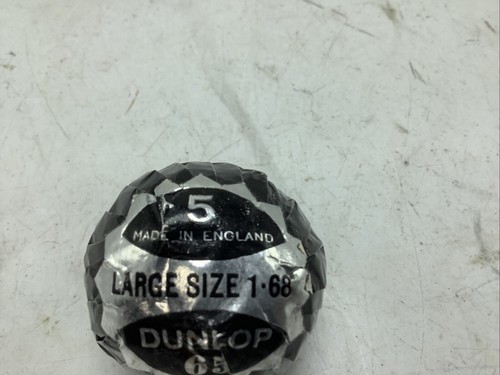 5
MADE IN ENGLAND
LARGE SIZE 1·68
DUNLOP
65